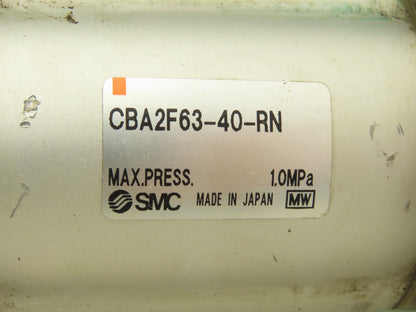 CBA2F63-40-RN
MAX.PRESS. 1.0MPa
SMC MADE IN JAPAN MW